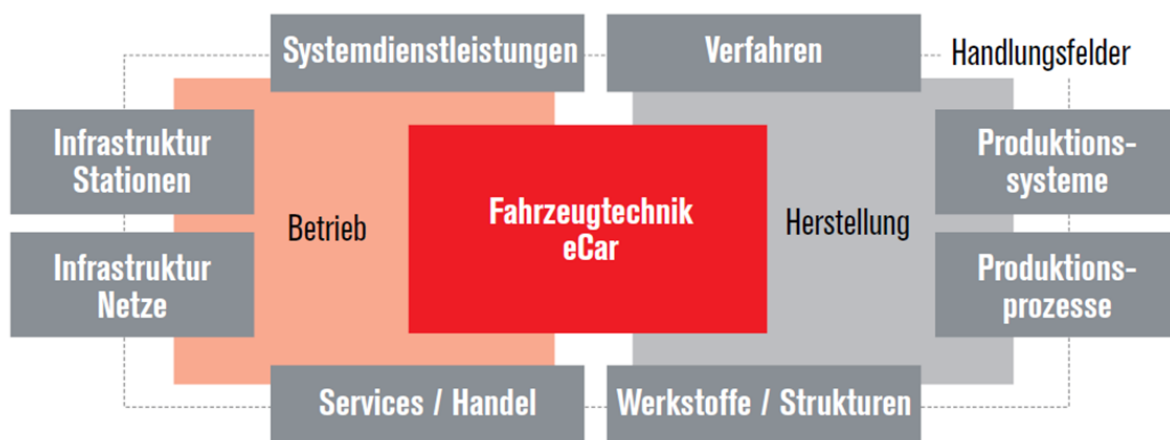 Systemdienstleistungen
Verfahren
Handlungsfelder
Infrastruktur
Stationen
Produktions-
systeme
Betrieb
Fahrzeugtechnik
eCar
Herstellung
Infrastruktur
Netze
Produktions-
prozesse
Services / Handel
Werkstoffe / Strukturen